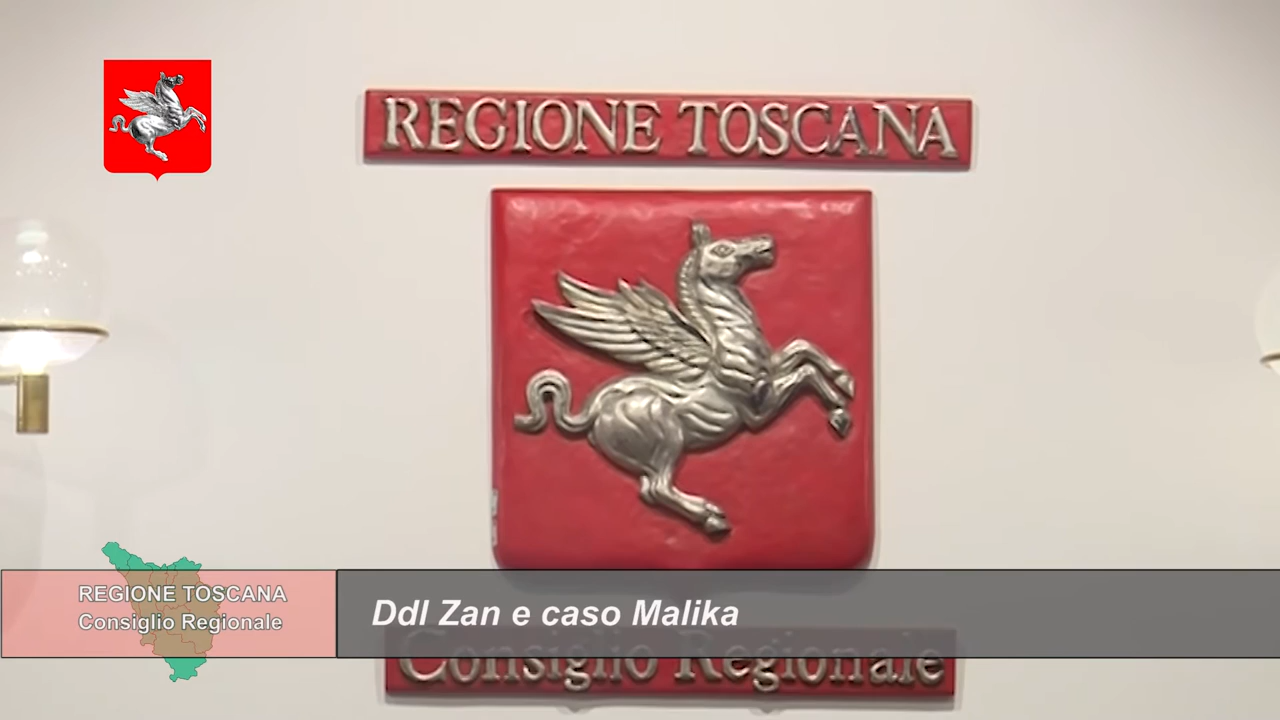 REGIONE TOSCANA
REGIONE TOSCANA
Consiglio Regionale
Ddl Zan e caso Malika
Consiglio Regionale